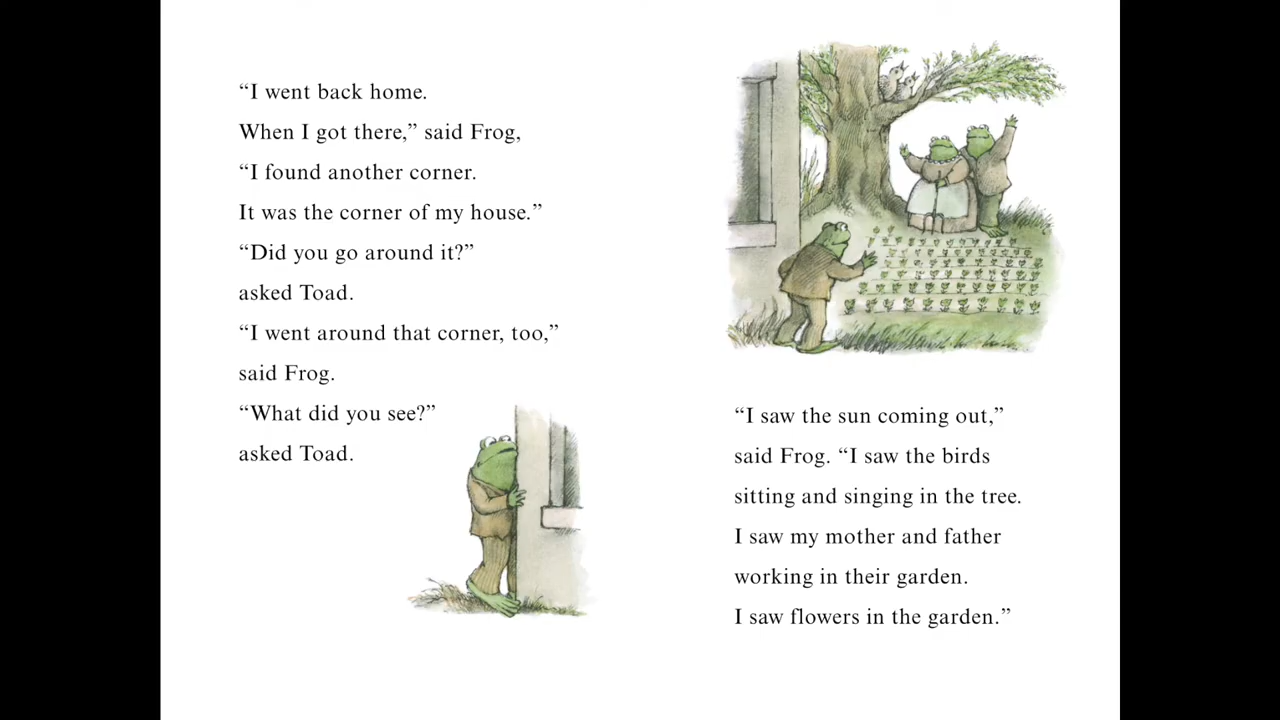 “I went back home.
When I got there,” said Frog,
“I found another corner.
It was the corner of my house.”
“Did you go around it?”
asked Toad.
“I went around that corner, too,”
said Frog.
“What did you see?”
asked Toad.
“I saw the sun coming out,”
said Frog. “I saw the birds
sitting and singing in the tree.
I saw my mother and father
working in their garden.
I saw flowers in the garden.”